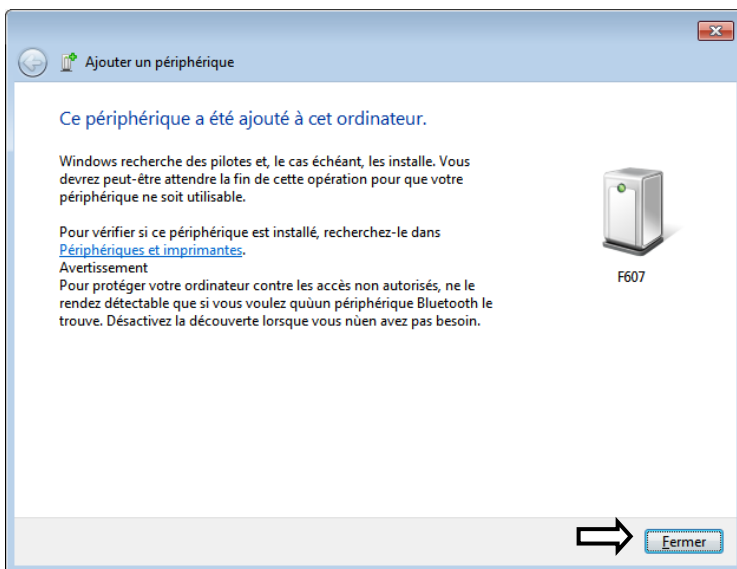 Ajouter un périphérique
Ce périphérique a été ajouté à cet ordinateur.
Windows recherche des pilotes et, le cas échéant, les installe. Vous
devrez peut-être attendre la fin de cette opération pour que votre
périphérique ne soit utilisable.
Pour vérifier si ce périphérique est installé, recherchez-le dans
Périphériques et imprimantes.
Avertissement
Pour protéger votre ordinateur contre les accès non autorisés, ne le
rendez détectable que si vous voulez quùun périphérique Bluetooth le
trouve. Désactivez la découverte lorsque vous nùen avez pas besoin.
F607
Fermer